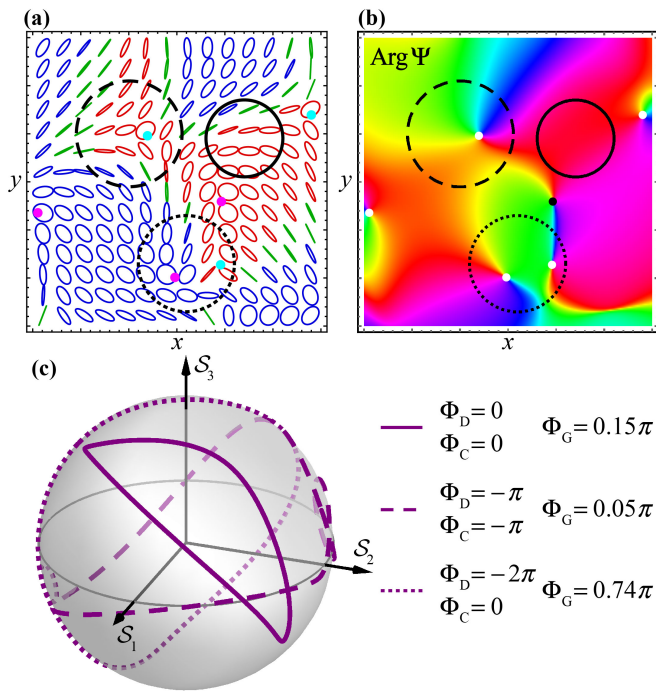 (a)
(b)
Arg Ψ
y
y
x
x
(c)
𝒮₃
𝒮₂
𝒮₁
Φ_D = 0
Φ_C = 0
Φ_G = 0.15π
Φ_D = −π
Φ_C = −π
Φ_G = 0.05π
Φ_D = −2π
Φ_C = 0
Φ_G = 0.74π